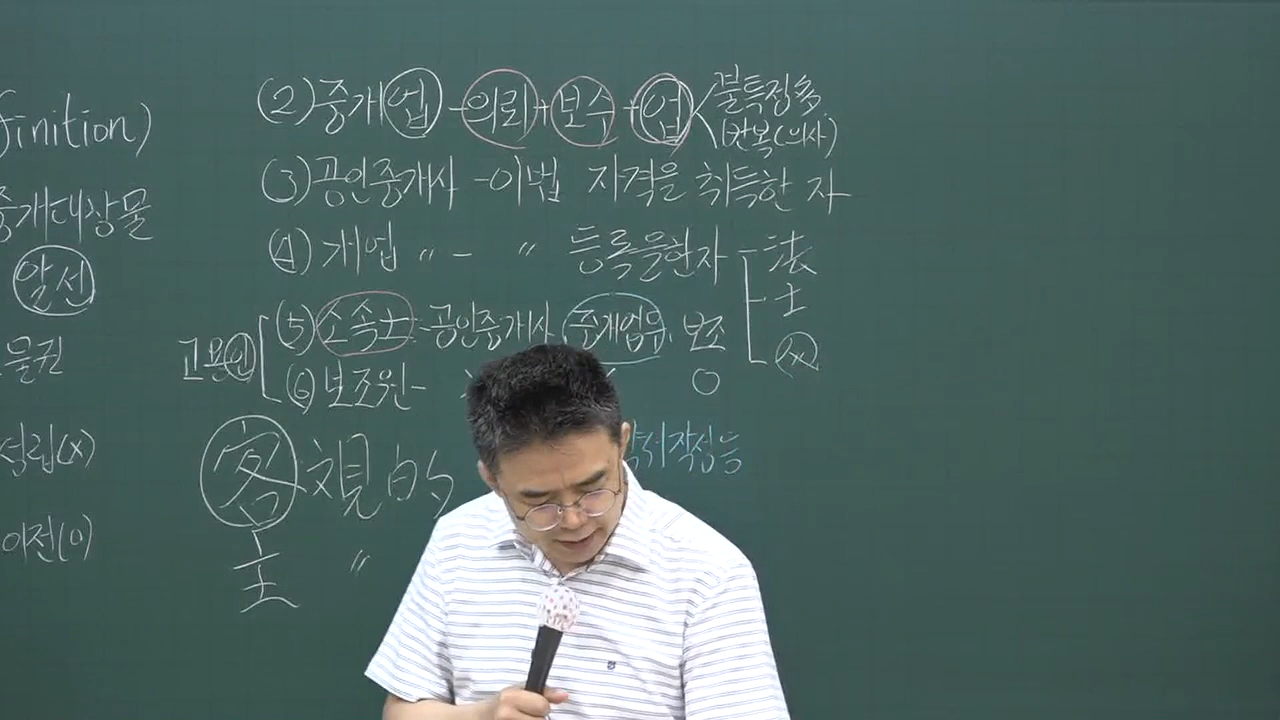 finition)
중개대상물
알선
물권
성립(x)
이전(o)
(2) 중개업 - 의뢰+보수+업 < 불특정多
반복(의사)
(3) 공인중개사 - 이법 자격을 취득한 자
(4) 개업 〃 - 〃 등록을한자 - 法
士
(x)
고용인 (5) 소속士 - 공인중개사 중개업무, 보조
(6) 보조원 - x ○
작성등
客觀的
主 〃